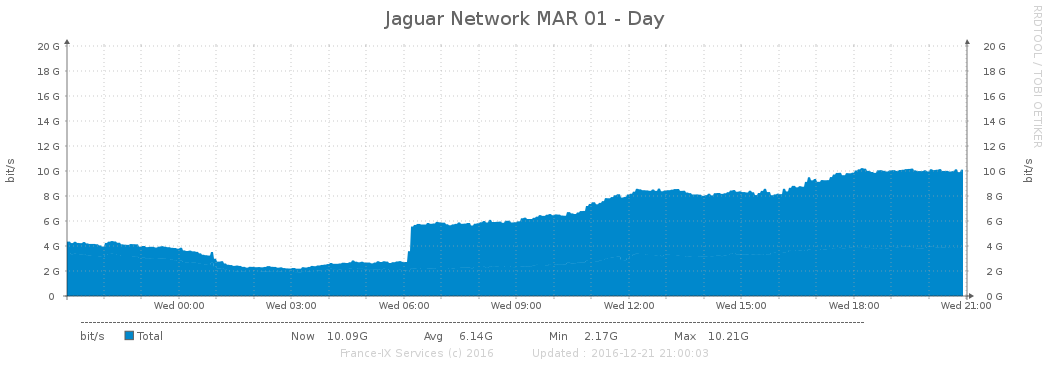 Jaguar Network MAR 01 - Day
RRDTOOL / TOBI OETIKER
bit/s
bit/s
20 G 20 G
18 G 18 G
16 G 16 G
14 G 14 G
12 G 12 G
10 G 10 G
8 G 8 G
6 G 6 G
4 G 4 G
2 G 2 G
0 0 G
Wed 00:00 Wed 03:00 Wed 06:00 Wed 09:00 Wed 12:00 Wed 15:00 Wed 18:00 Wed 21:00
bit/s Total Now 10.09G Avg 6.14G Min 2.17G Max 10.21G
France-IX Services (c) 2016 Updated : 2016-12-21 21:00:03